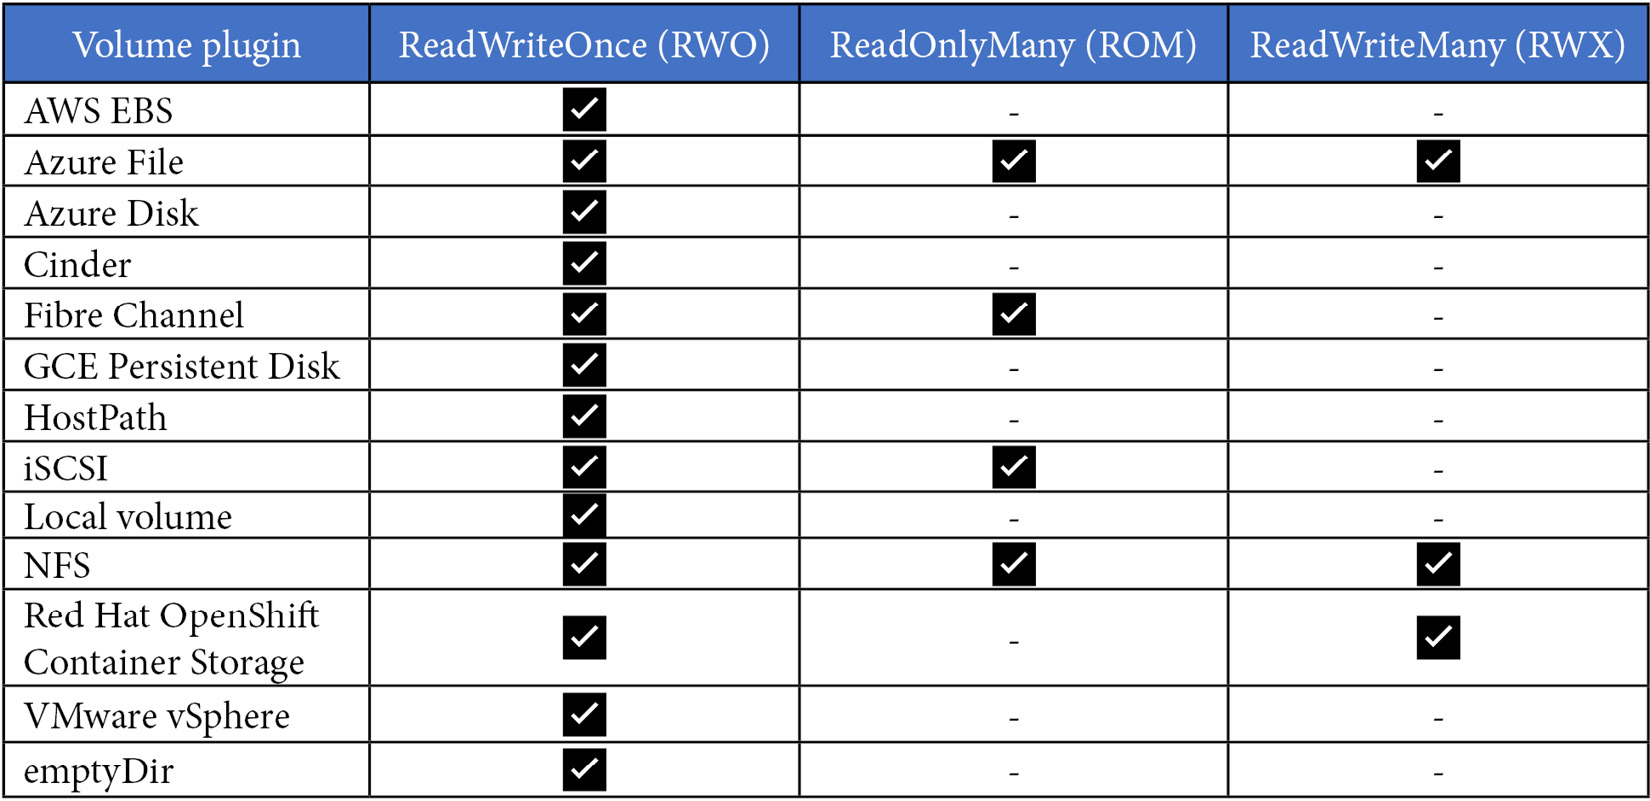 Volume plugin ReadWriteOnce (RWO) ReadOnlyMany (ROM) ReadWriteMany (RWX)
AWS EBS ✓ - -
Azure File ✓ ✓ ✓
Azure Disk ✓ - -
Cinder ✓ - -
Fibre Channel ✓ ✓ -
GCE Persistent Disk ✓ - -
HostPath ✓ - -
iSCSI ✓ ✓ -
Local volume ✓ - -
NFS ✓ ✓ ✓
Red Hat OpenShift
Container Storage ✓ - ✓
VMware vSphere ✓ - -
emptyDir ✓ - -